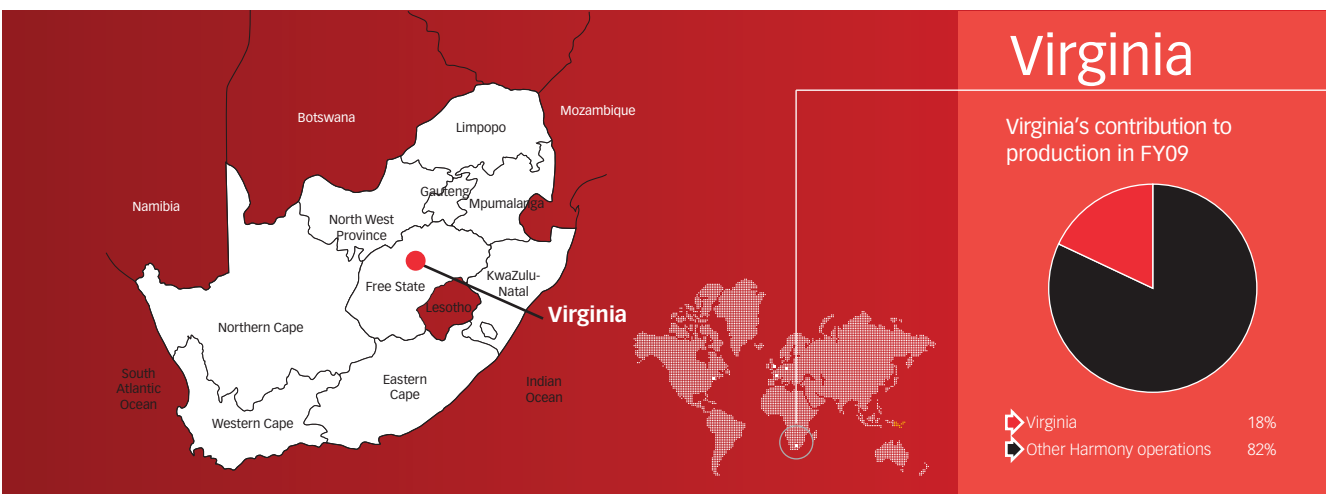 Botswana
Mozambique
Limpopo
Gauteng
Mpumalanga
Namibia
North West
Province
KwaZulu-
Natal
Free State
Lesotho
Virginia
Northern Cape
South
Atlantic
Ocean
Eastern
Cape
Indian
Ocean
Western Cape
Virginia
Virginia's contribution to
production in FY09
Virginia 18%
Other Harmony operations 82%